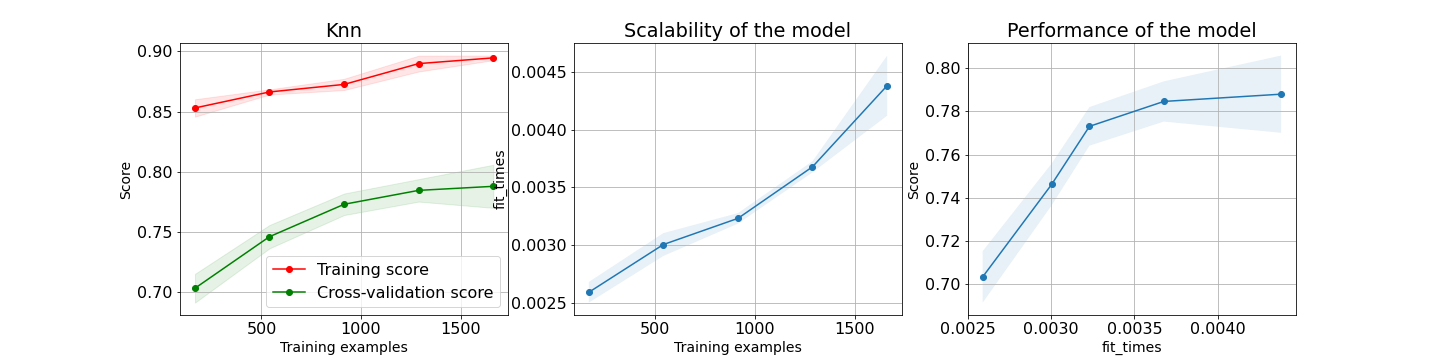 Knn
0.90
0.85
0.80
0.75
0.70
Score
500
1000
1500
Training examples
Training score
Cross-validation score
Scalability of the model
0.0045
0.0040
0.0035
0.0030
0.0025
fit_times
500
1000
1500
Training examples
Performance of the model
0.80
0.78
0.76
0.74
0.72
0.70
Score
0.0025
0.0030
0.0035
0.0040
fit_times